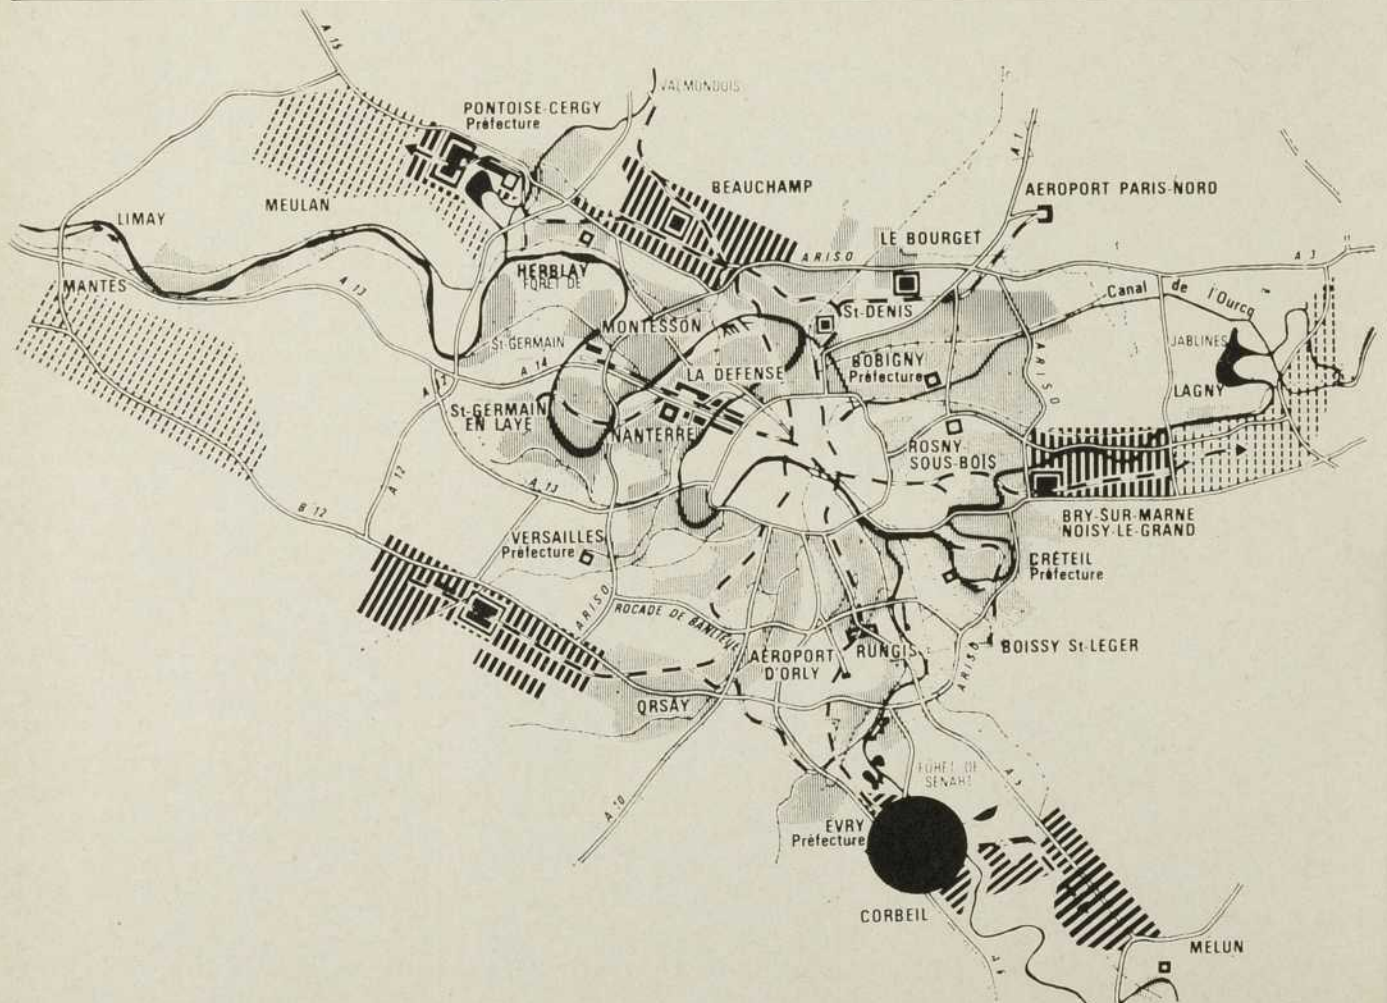 A 15
VALMONDOIS
PONTOISE-CERGY
Préfecture
BEAUCHAMP
A 1
AEROPORT PARIS-NORD
LIMAY
MEULAN
LE BOURGET
ARISO
A 3
HERBLAY
FORET DE
MANTES
A 13
Canal de l'Ourcq
St-DENIS
MONTESSON
St-GERMAIN
JABLINES
A 14
LA DEFENSE
BOBIGNY
Préfecture
ARISO
LAGNY
St-GERMAIN
EN LAYE
NANTERRE
ROSNY
SOUS-BOIS
A 12
A 13
B 12
BRY-SUR-MARNE
NOISY-LE-GRAND
VERSAILLES
Préfecture
CRÉTEIL
Préfecture
ARISO
ROCADE DE BANLIEUE
AÉROPORT
D'ORLY
RUNGIS
ARISO
BOISSY St-LEGER
ORSAY
FORET DE
SENART
A 5
A 10
ÉVRY
Préfecture
CORBEIL
MELUN